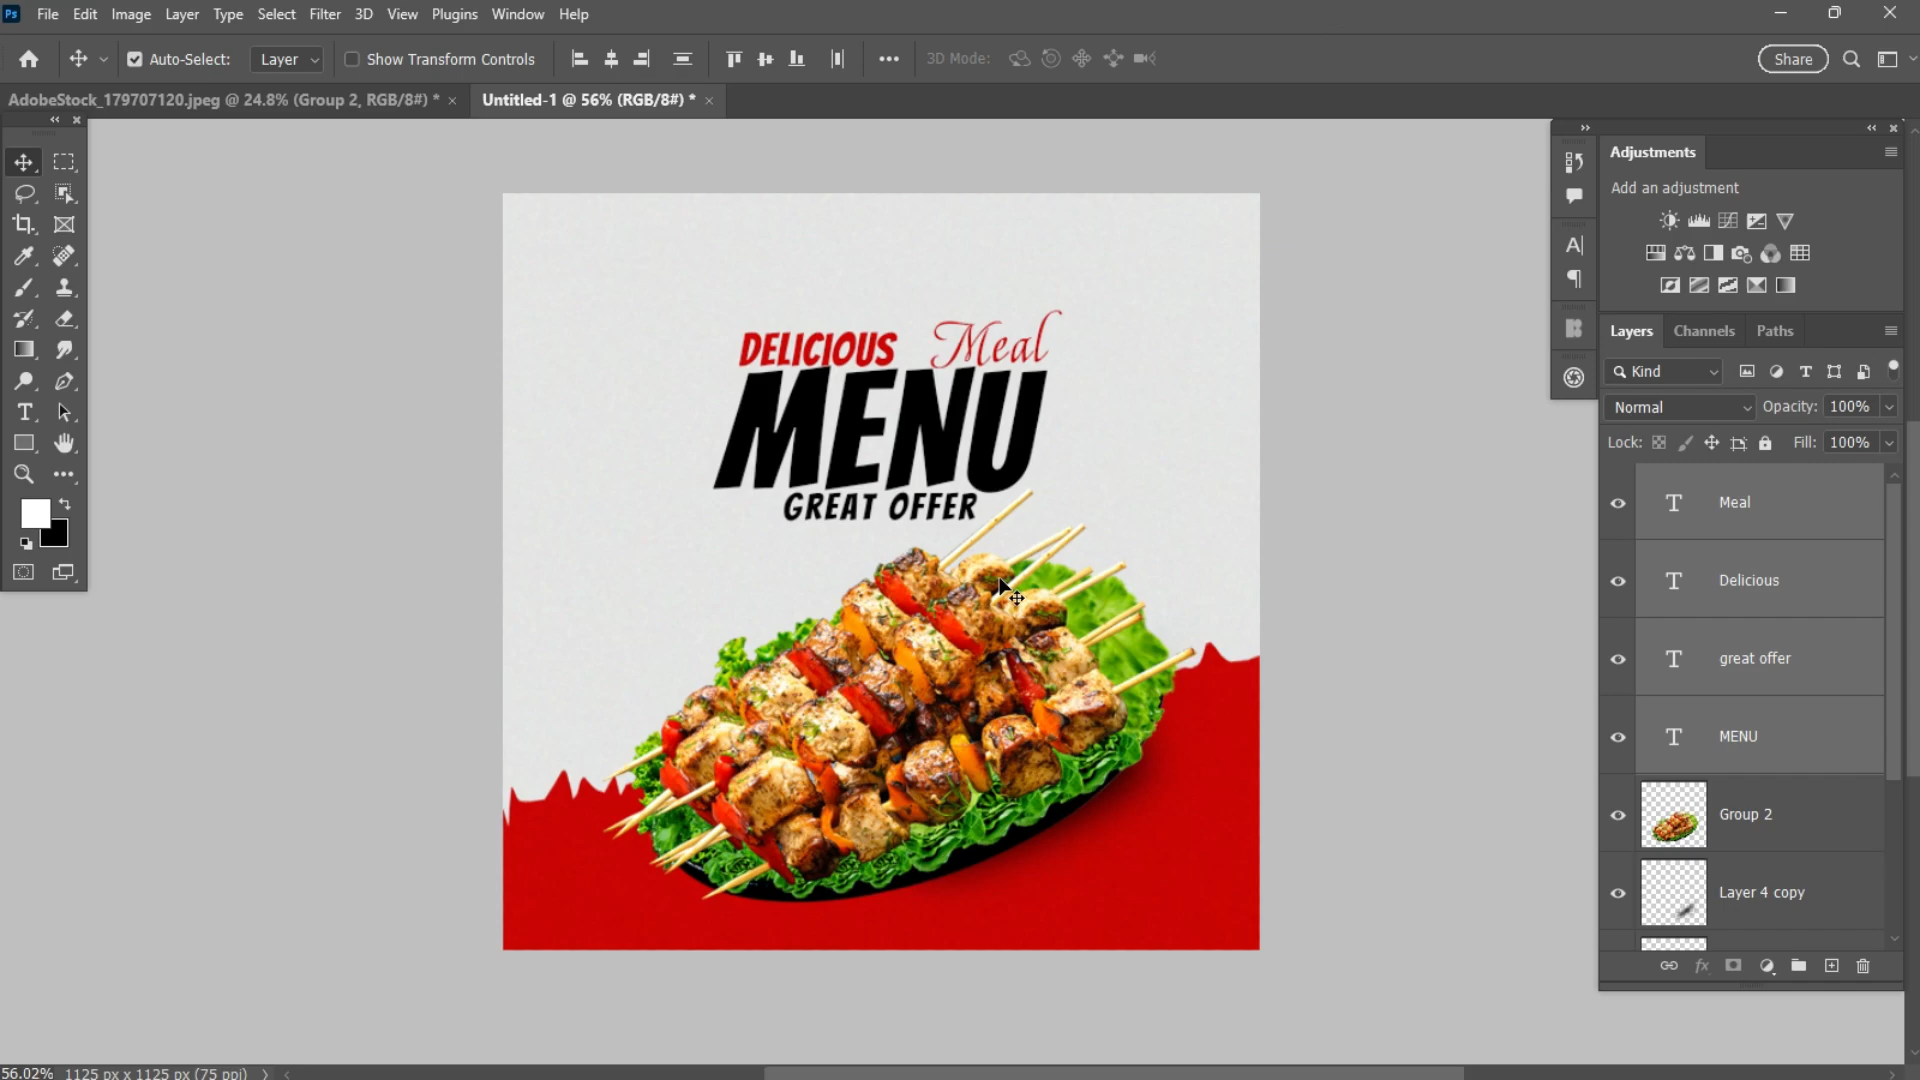 Ps File Edit Image Layer Type Select Filter 3D View Plugins Window Help
Auto-Select: Layer Show Transform Controls 3D Mode: Share
AdobeStock_179707120.jpeg @ 24.8% (Group 2, RGB/8#) * Untitled-1 @ 56% (RGB/8#) *
Adjustments
Add an adjustment
Layers Channels Paths
Kind
Normal Opacity: 100%
Lock: Fill: 100%
Meal
Delicious
great offer
MENU
Group 2
Layer 4 copy
DELICIOUS Meal
MENU
GREAT OFFER
56.02% 1125 px x 1125 px (75 ppi)